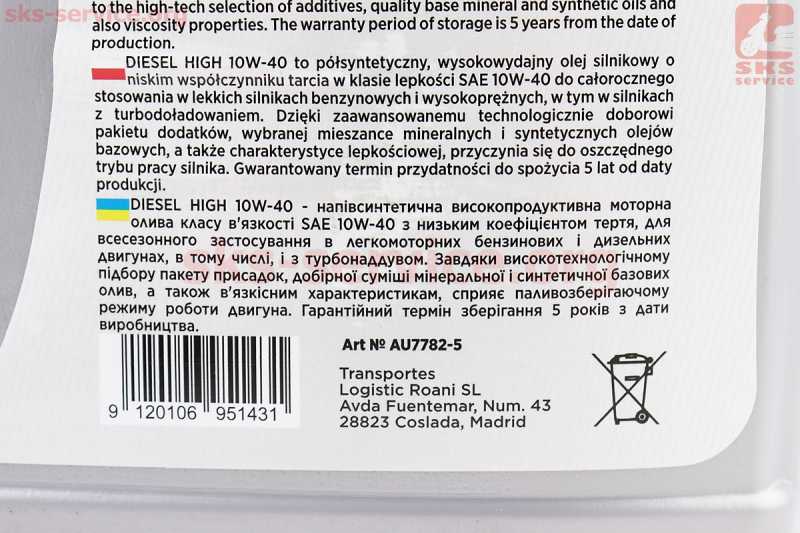 to the high-tech selection of additives, quality base mineral and synthetic oils and
also viscosity properties. The warranty period of storage is 5 years from the date of
production.
DIESEL HIGH 10W-40 to półsyntetyczny, wysokowydajny olej silnikowy o
niskim współczynniku tarcia w klasie lepkości SAE 10W-40 do całorocznego
stosowania w lekkich silnikach benzynowych i wysokoprężnych, w tym w silnikach
z turbodoładowaniem. Dzięki zaawansowanemu technologicznie doborowi
pakietu dodatków, wybranej mieszance mineralnych i syntetycznych olejów
bazowych, a także charakterystyce lepkościowej, przyczynia się do oszczędnego
trybu pracy silnika. Gwarantowany termin przydatności do spożycia 5 lat od daty
produkcji.
DIESEL HIGH 10W-40 - напівсинтетична високопродуктивна моторна
олива класу в'язкості SAE 10W-40 з низьким коефіцієнтом тертя, для
всесезонного застосування в легкомоторних бензинових і дизельних
двигунах, в тому числі, і з турбонаддувом. Завдяки високотехнологічному
підбору пакету присадок, добірної суміші мінеральної і синтетичної базових
олив, а також в'язкісним характеристикам, сприяє паливозберігаючому
режиму роботи двигуна. Гарантійний термін зберігання 5 років з дати
виробництва.
Art № AU7782-5
Transportes
Logistic Roani SL
Avda Fuentemar, Num. 43
28823 Coslada, Madrid
9 120106 951431
sks-service.org
SKS
service
sks-service.org